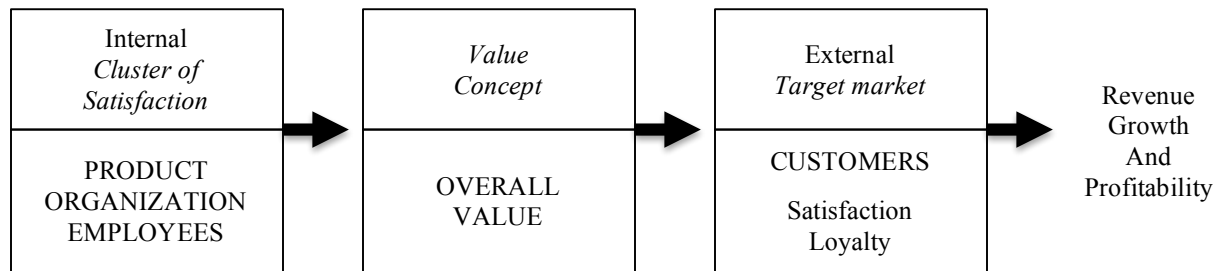 Internal
Cluster of
Satisfaction
PRODUCT
ORGANIZATION
EMPLOYEES
Value
Concept
OVERALL
VALUE
External
Target market
CUSTOMERS
Satisfaction
Loyalty
Revenue
Growth
And
Profitability